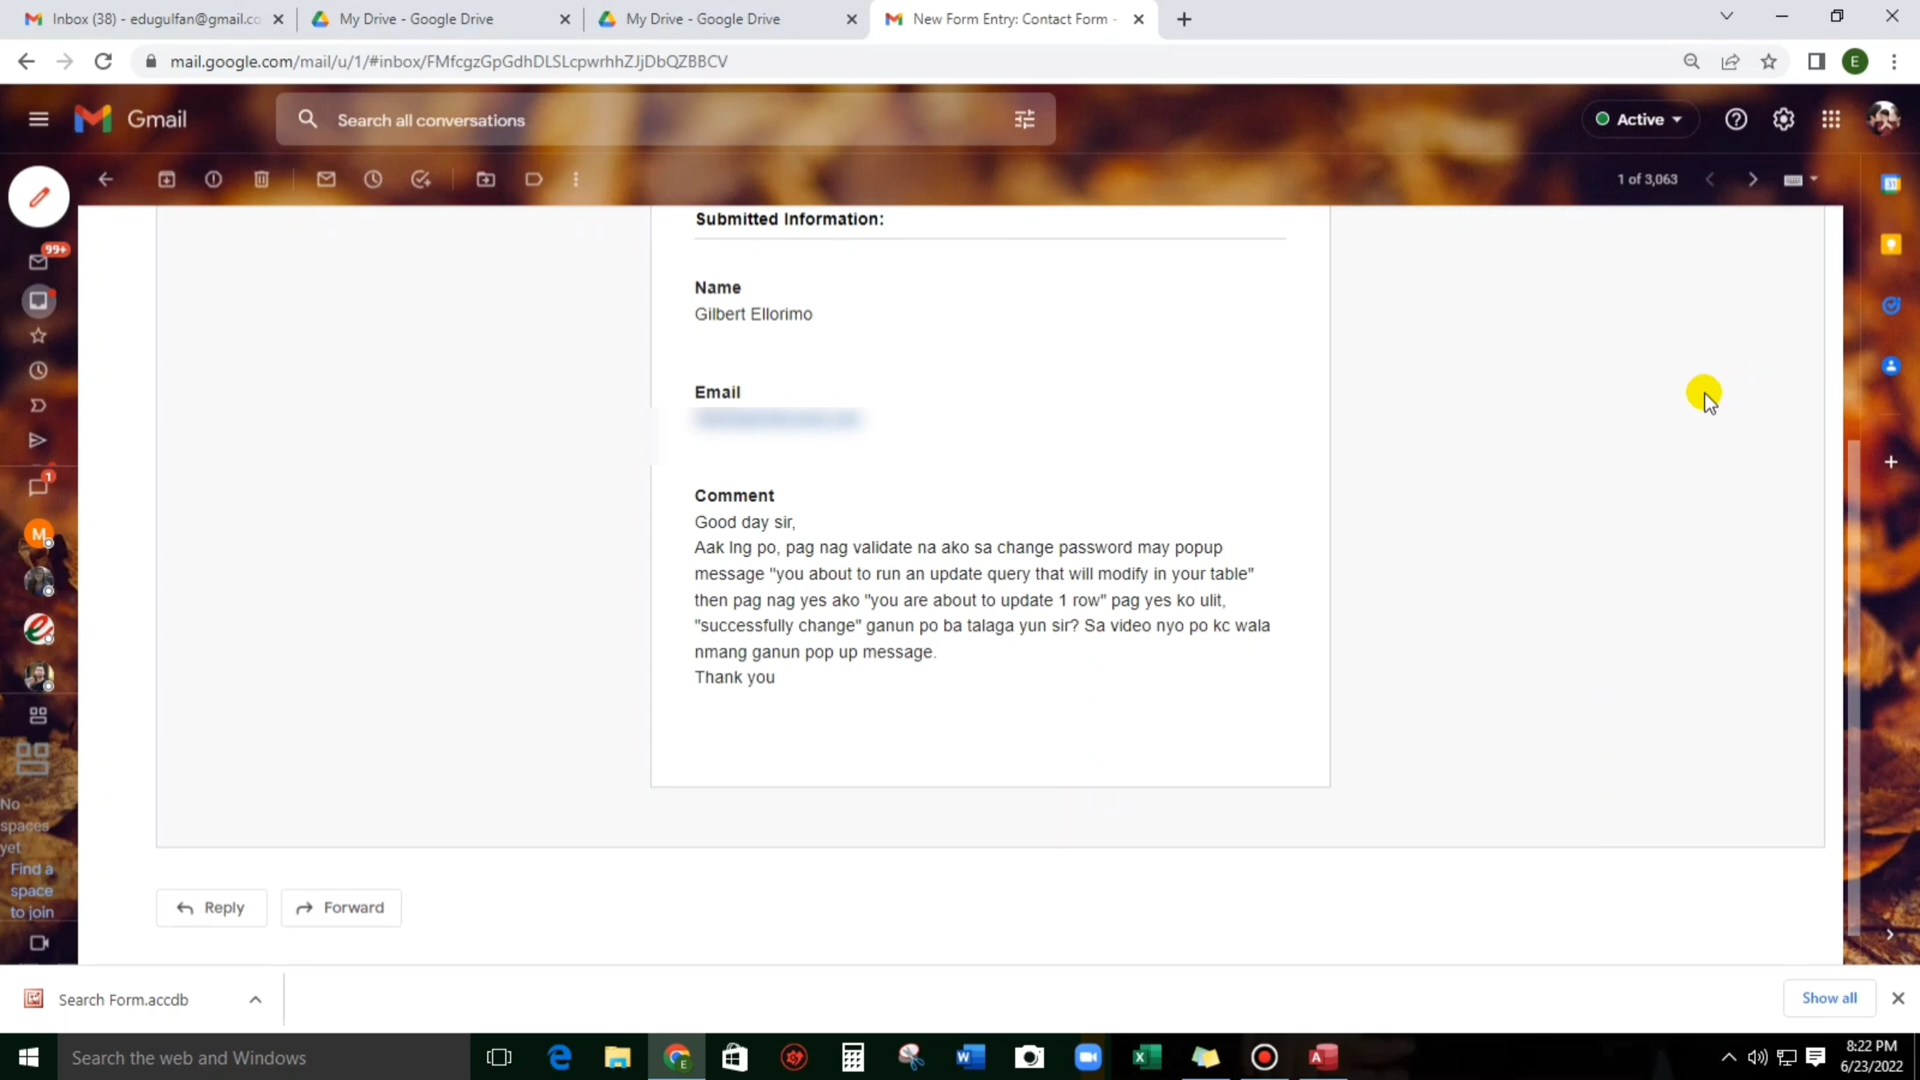 Inbox (38) - edugulfan@gmail.co
My Drive - Google Drive
My Drive - Google Drive
New Form Entry: Contact Form -
mail.google.com/mail/u/1/#inbox/FMfcgzGpGdhDLSLcpwrhhZJjDbQZBBCV
E
Gmail
Search all conversations
Active
1 of 3,063
99+
Submitted Information:
Name
Gilbert Ellorimo
Email
Comment
Good day sir,
Aak lng po, pag nag validate na ako sa change password may popup
message "you about to run an update query that will modify in your table"
then pag nag yes ako "you are about to update 1 row" pag yes ko ulit,
"successfully change" ganun po ba talaga yun sir? Sa video nyo po kc wala
nmang ganun pop up message.
Thank you
1
M
No
spaces
yet
Find a
space
to join
Reply
Forward
Search Form.accdb
Show all
Search the web and Windows
8:22 PM
6/23/2022